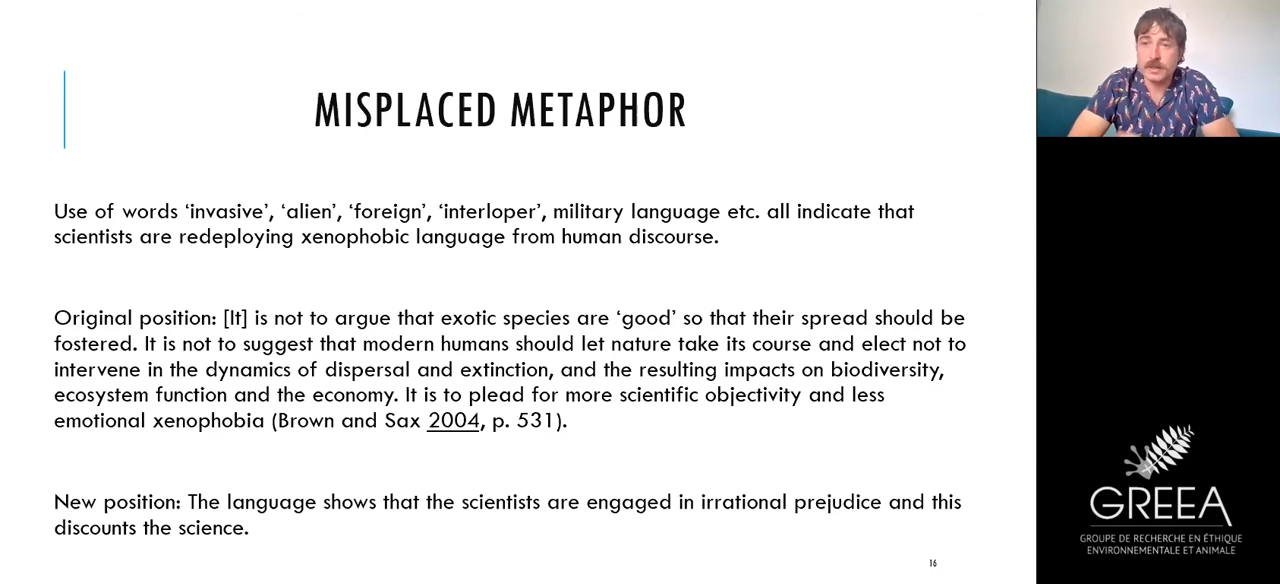 MISPLACED METAPHOR
Use of words ‘invasive’, ‘alien’, ‘foreign’, ‘interloper’, military language etc. all indicate that
scientists are redeploying xenophobic language from human discourse.
Original position: [It] is not to argue that exotic species are ‘good’ so that their spread should be
fostered. It is not to suggest that modern humans should let nature take its course and elect not to
intervene in the dynamics of dispersal and extinction, and the resulting impacts on biodiversity,
ecosystem function and the economy. It is to plead for more scientific objectivity and less
emotional xenophobia (Brown and Sax 2004, p. 531).
New position: The language shows that the scientists are engaged in irrational prejudice and this
discounts the science.
16
GREEA
GROUPE DE RECHERCHE EN ÉTHIQUE
ENVIRONNEMENTALE ET ANIMALE